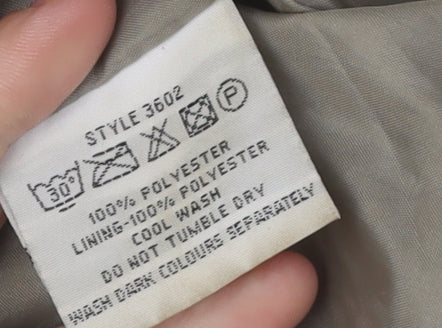 STYLE 3602
30° P
100% POLYESTER
LINING-100% POLYESTER
COOL WASH
DO NOT TUMBLE DRY
WASH DARK COLOURS SEPARATELY